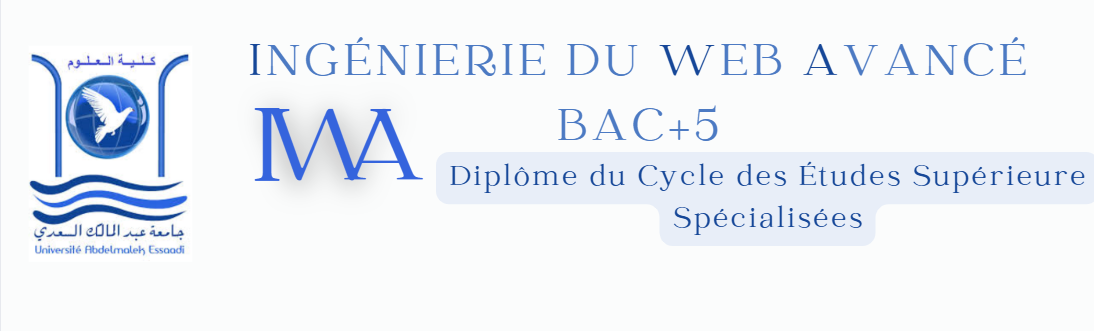 كلية العلوم
جامعة عبد المالك السعدي
Université Abdelmalek Essaadi
INGÉNIERIE DU WEB AVANCÉ
IWA
BAC+5
Diplôme du Cycle des Études Supérieure
Spécialisées